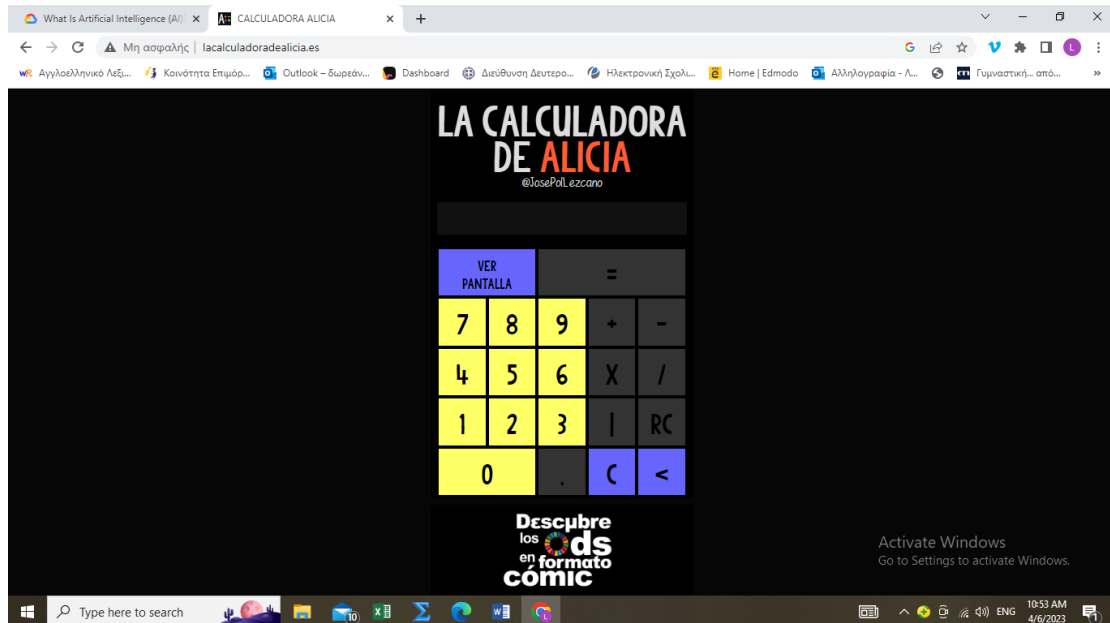 What Is Artificial Intelligence (AI)
CALCULADORA ALICIA
Μη ασφαλής | lacalculadoradealicia.es
Αγγλοελληνικό Λεξι... Κοινότητα Επιμόρ... Outlook – δωρεάν... Dashboard Διεύθυνση Δευτερο... Ηλεκτρονική Σχολι... Home | Edmodo Αλληλογραφία - Λ... Γυμναστική... από...
LA CALCULADORA
DE ALICIA
@JosePolLezcano
VER
PANTALLA
=
7 8 9 + -
4 5 6 X /
1 2 3 | RC
0 . C <
Descubre
los ods
en formato
cómic
Activate Windows
Go to Settings to activate Windows.
Type here to search
10
ENG
10:53 AM
4/6/2023
1